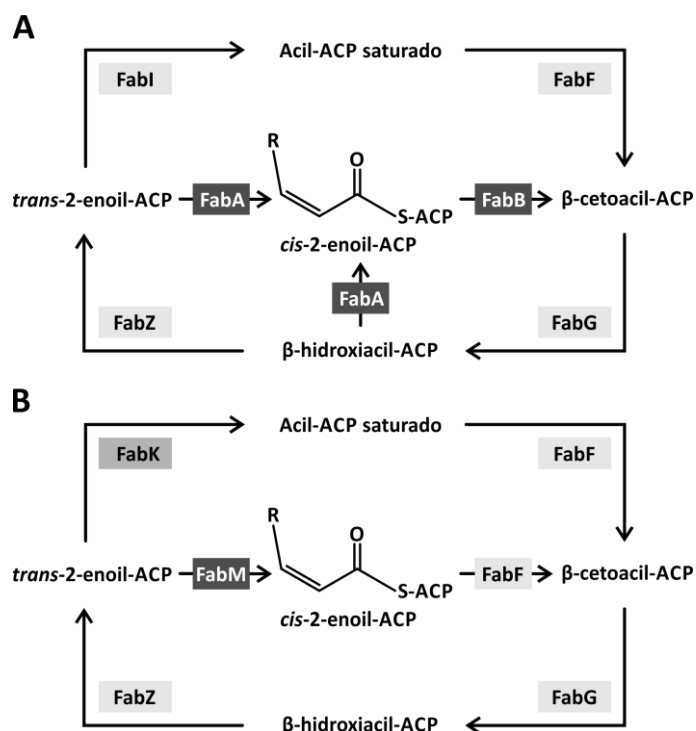 A
Acil-ACP saturado
FabI
FabF
R
O
trans-2-enoil-ACP
FabA
S-ACP
FabB
β-cetoacil-ACP
cis-2-enoil-ACP
FabA
FabZ
FabG
β-hidroxiacil-ACP
B
Acil-ACP saturado
FabK
FabF
R
O
trans-2-enoil-ACP
FabM
S-ACP
FabF
β-cetoacil-ACP
cis-2-enoil-ACP
FabZ
FabG
β-hidroxiacil-ACP